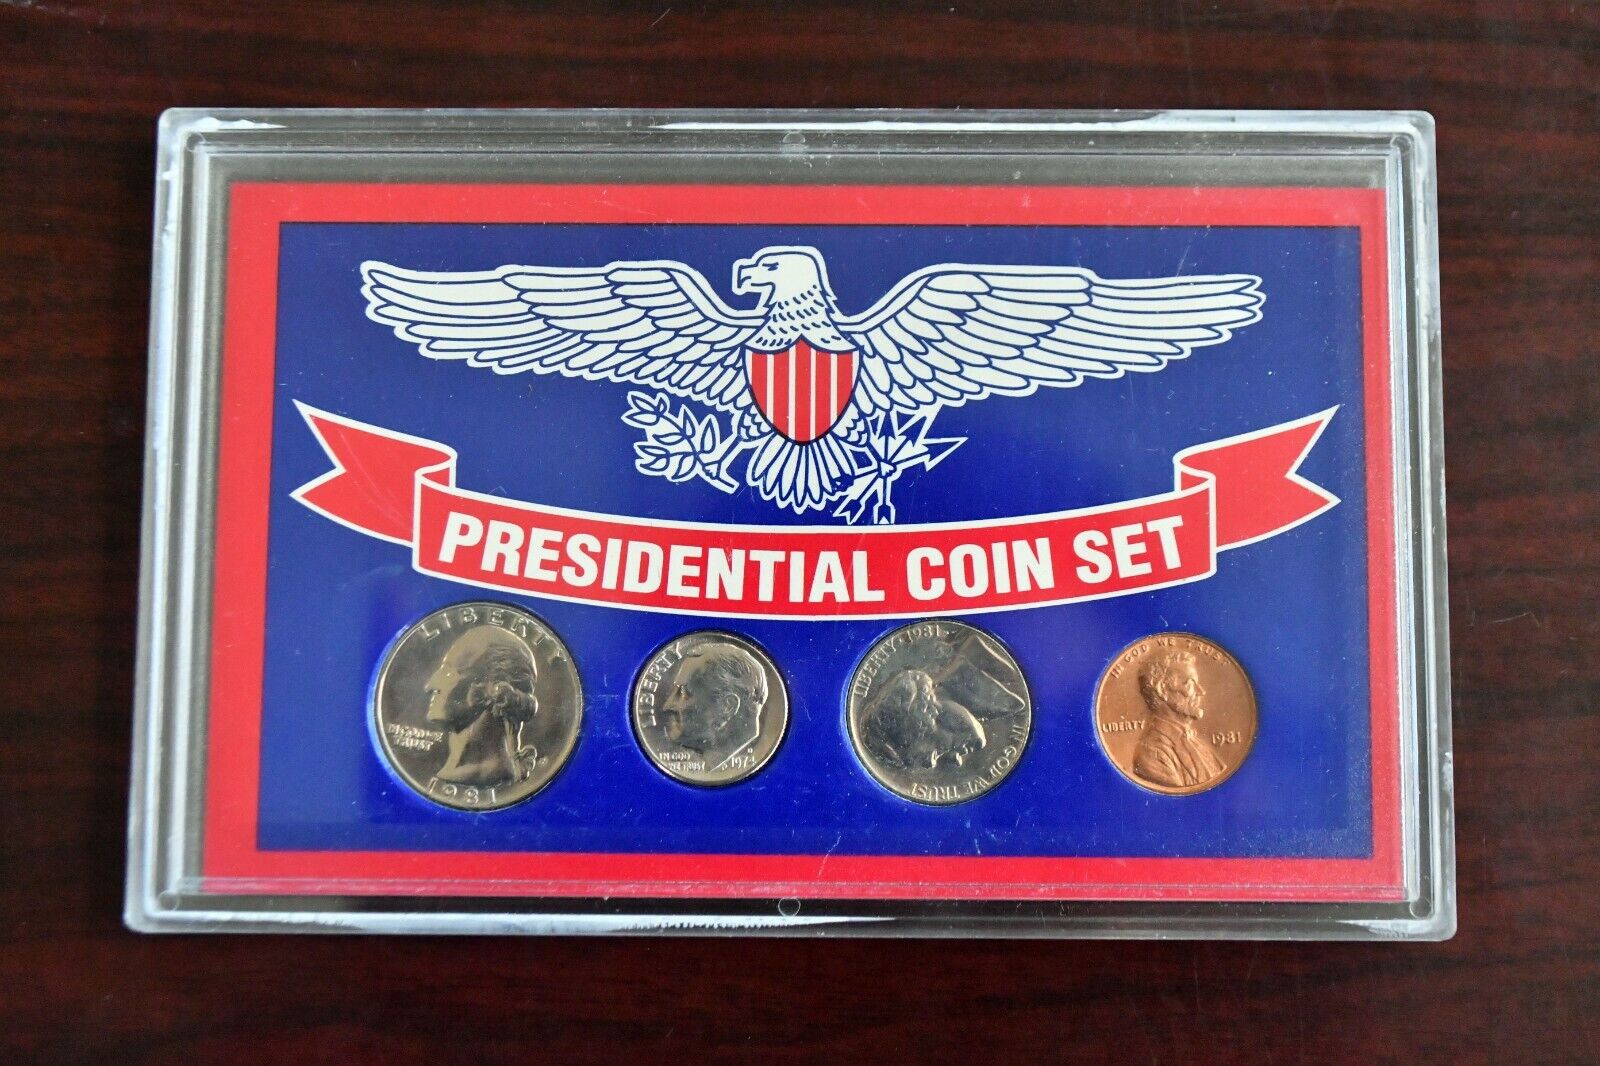 PRESIDENTIAL COIN SET
LIBERTY
IN GOD WE
TRUST
1981
LIBERTY
IN GOD
WE TRUST
LIBERTY · 1981
IN GOD WE TRUST
IN GOD WE TRUST
LIBERTY
1981